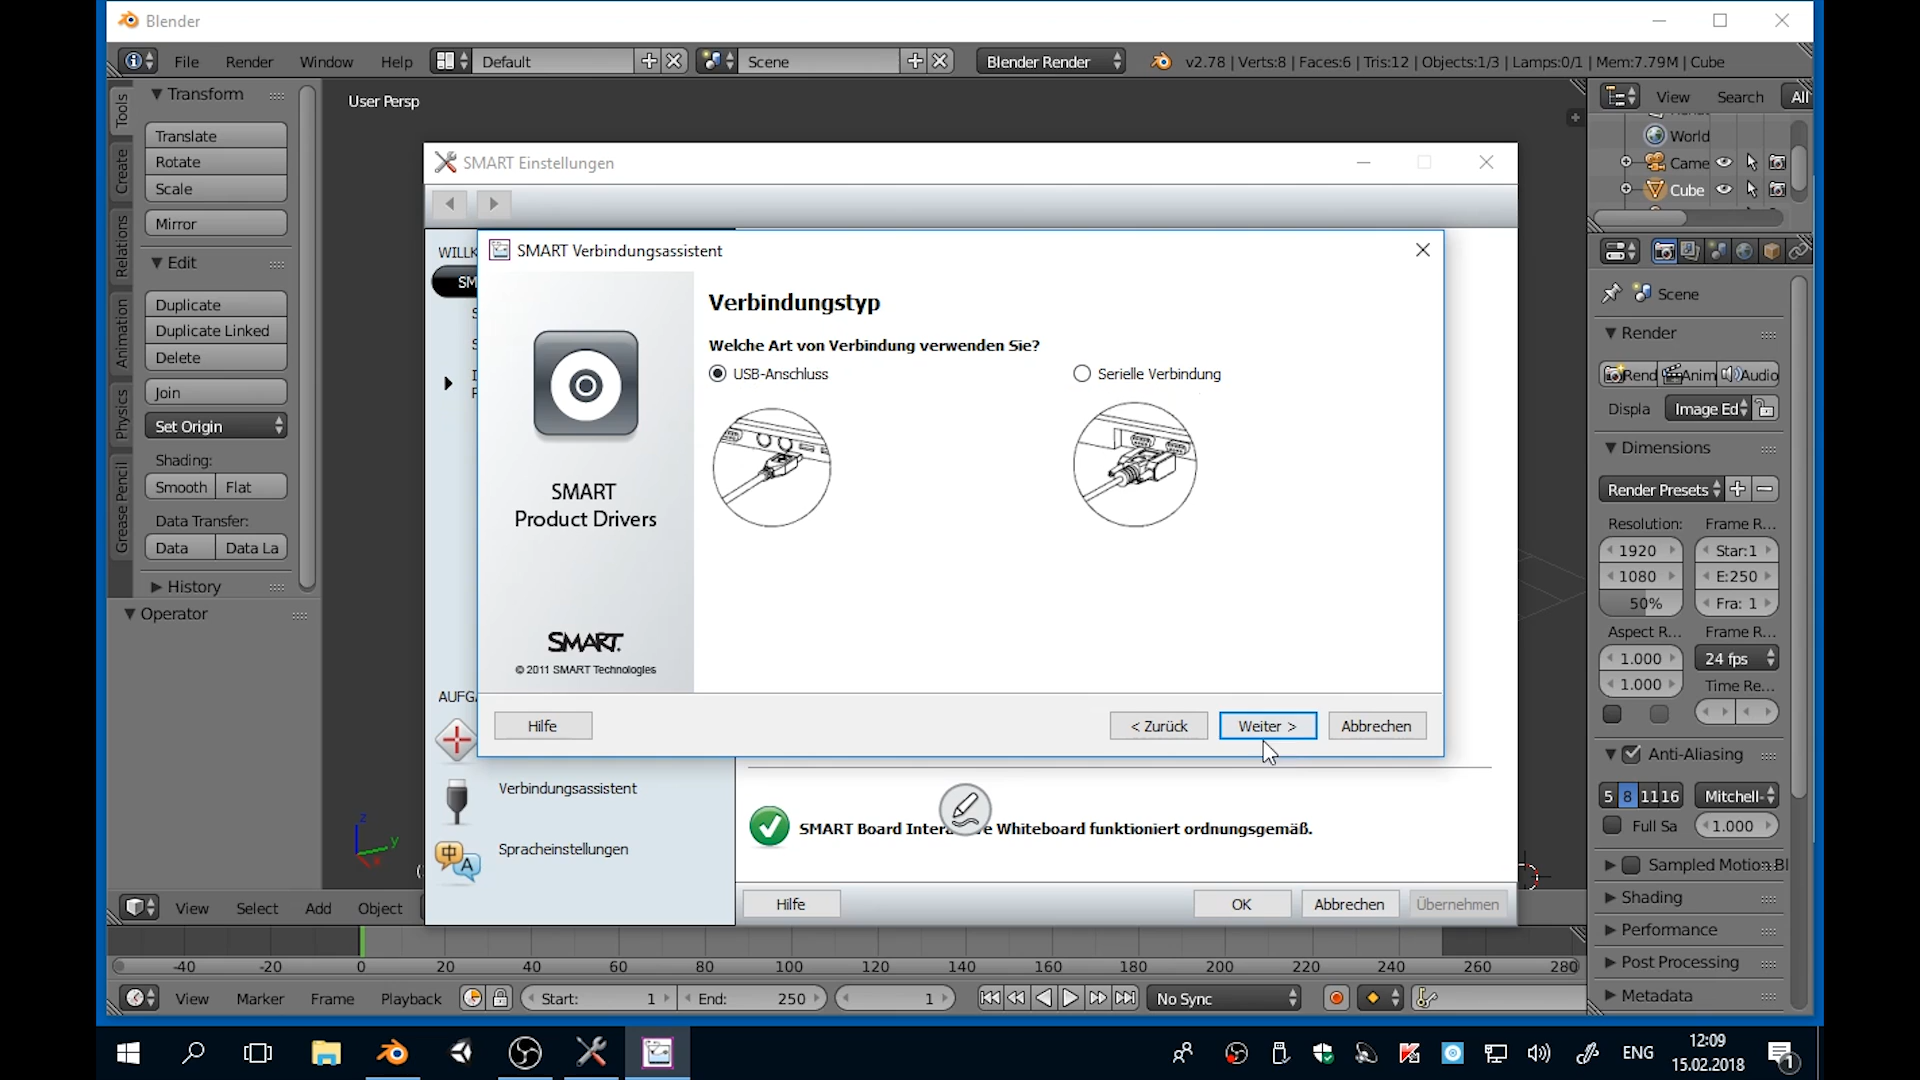 Blender
File Render Window Help Default Scene Blender Render v2.78 | Verts:8 | Faces:6 | Tris:12 | Objects:1/3 | Lamps:0/1 | Mem:7.79M | Cube
Tools
Create
Relations
Animation
Physics
Grease Pencil
Transform
Translate
Rotate
Scale
Mirror
Edit
Duplicate
Duplicate Linked
Delete
Join
Set Origin
Shading:
Smooth Flat
Data Transfer:
Data Data La
History
Operator
User Persp
SMART Einstellungen
WILLK
SM
SMART Verbindungsassistent
SMART
Product Drivers
SMART
© 2011 SMART Technologies
Verbindungstyp
Welche Art von Verbindung verwenden Sie?
USB-Anschluss Serielle Verbindung
Hilfe < Zurück Weiter > Abbrechen
AUFGA
Verbindungsassistent
Spracheinstellungen
SMART Board Intera e Whiteboard funktioniert ordnungsgemäß.
Hilfe OK Abbrechen Übernehmen
z
y
View Select Add Object
-40 -20 0 20 40 60 80 100 120 140 160 180 200 220 240 260 280
View Marker Frame Playback Start: 1 End: 250 1 No Sync
View Search All
World
Came
Cube
Scene
Render
Rend Anim Audio
Displa Image Ed
Dimensions
Render Presets
Resolution: Frame R...
1920 Star:1
1080 E:250
50% Fra: 1
Aspect R... Frame R...
1.000 24 fps
1.000 Time Re...
Anti-Aliasing
5 8 11 16 Mitchell-
Full Sa 1.000
Sampled Motion Bl
Shading
Performance
Post Processing
Metadata
ENG
12:09
15.02.2018
1